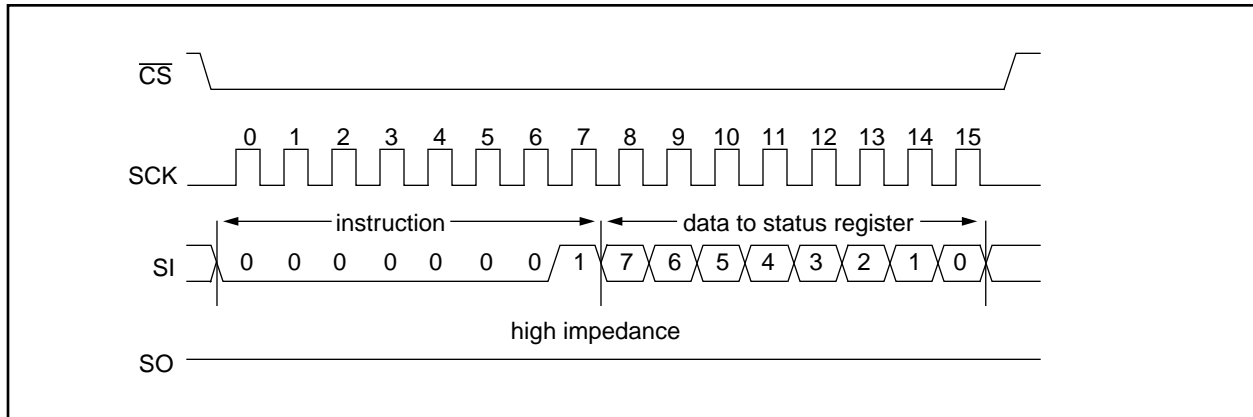 CS
0 1 2 3 4 5 6 7 8 9 10 11 12 13 14 15
SCK
instruction data to status register
SI 0 0 0 0 0 0 0 1 7 6 5 4 3 2 1 0
high impedance
SO